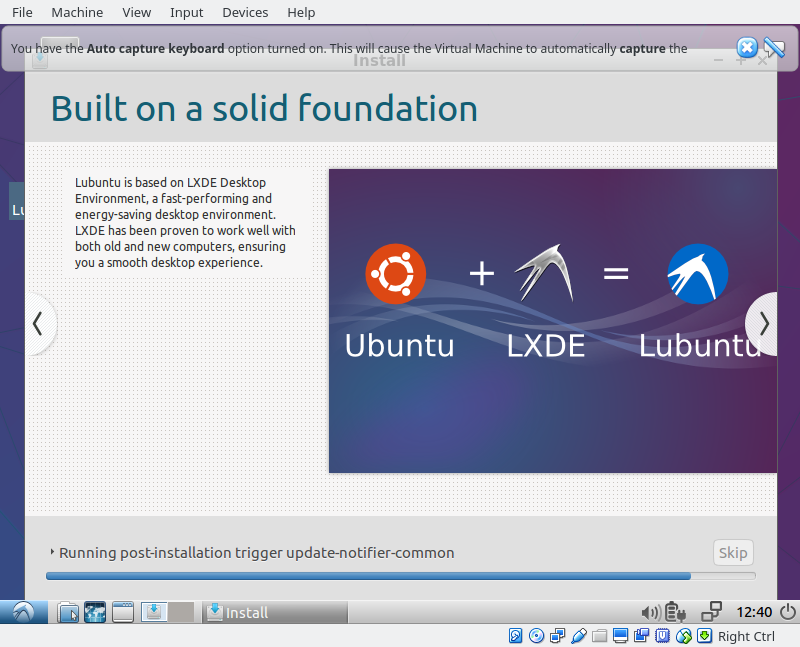 File Machine View Input Devices Help
You have the Auto capture keyboard option turned on. This will cause the Virtual Machine to automatically capture the
Install
Built on a solid foundation
Lubuntu is based on LXDE Desktop
Environment, a fast-performing and
energy-saving desktop environment.
LXDE has been proven to work well with
both old and new computers, ensuring
you a smooth desktop experience.
Lu
+ =
Ubuntu LXDE Lubuntu
Running post-installation trigger update-notifier-common
Skip
Install
12:40
Right Ctrl